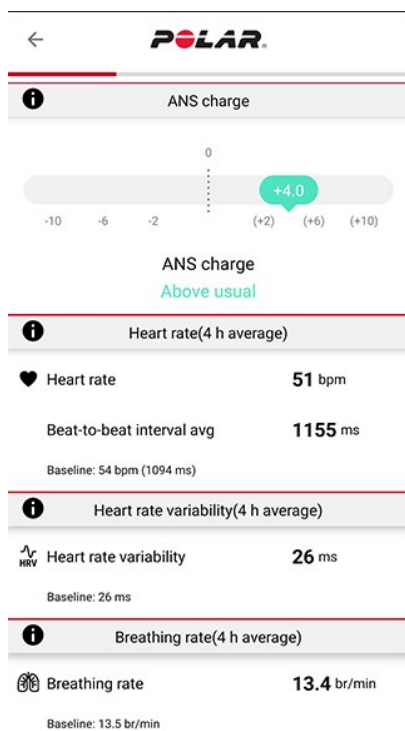 POLAR
ANS charge
0
+4.0
-10 -6 -2 (+2) (+6) (+10)
ANS charge
Above usual
Heart rate(4 h average)
Heart rate 51 bpm
Beat-to-beat interval avg 1155 ms
Baseline: 54 bpm (1094 ms)
Heart rate variability(4 h average)
HRV Heart rate variability 26 ms
Baseline: 26 ms
Breathing rate(4 h average)
Breathing rate 13.4 br/min
Baseline: 13.5 br/min